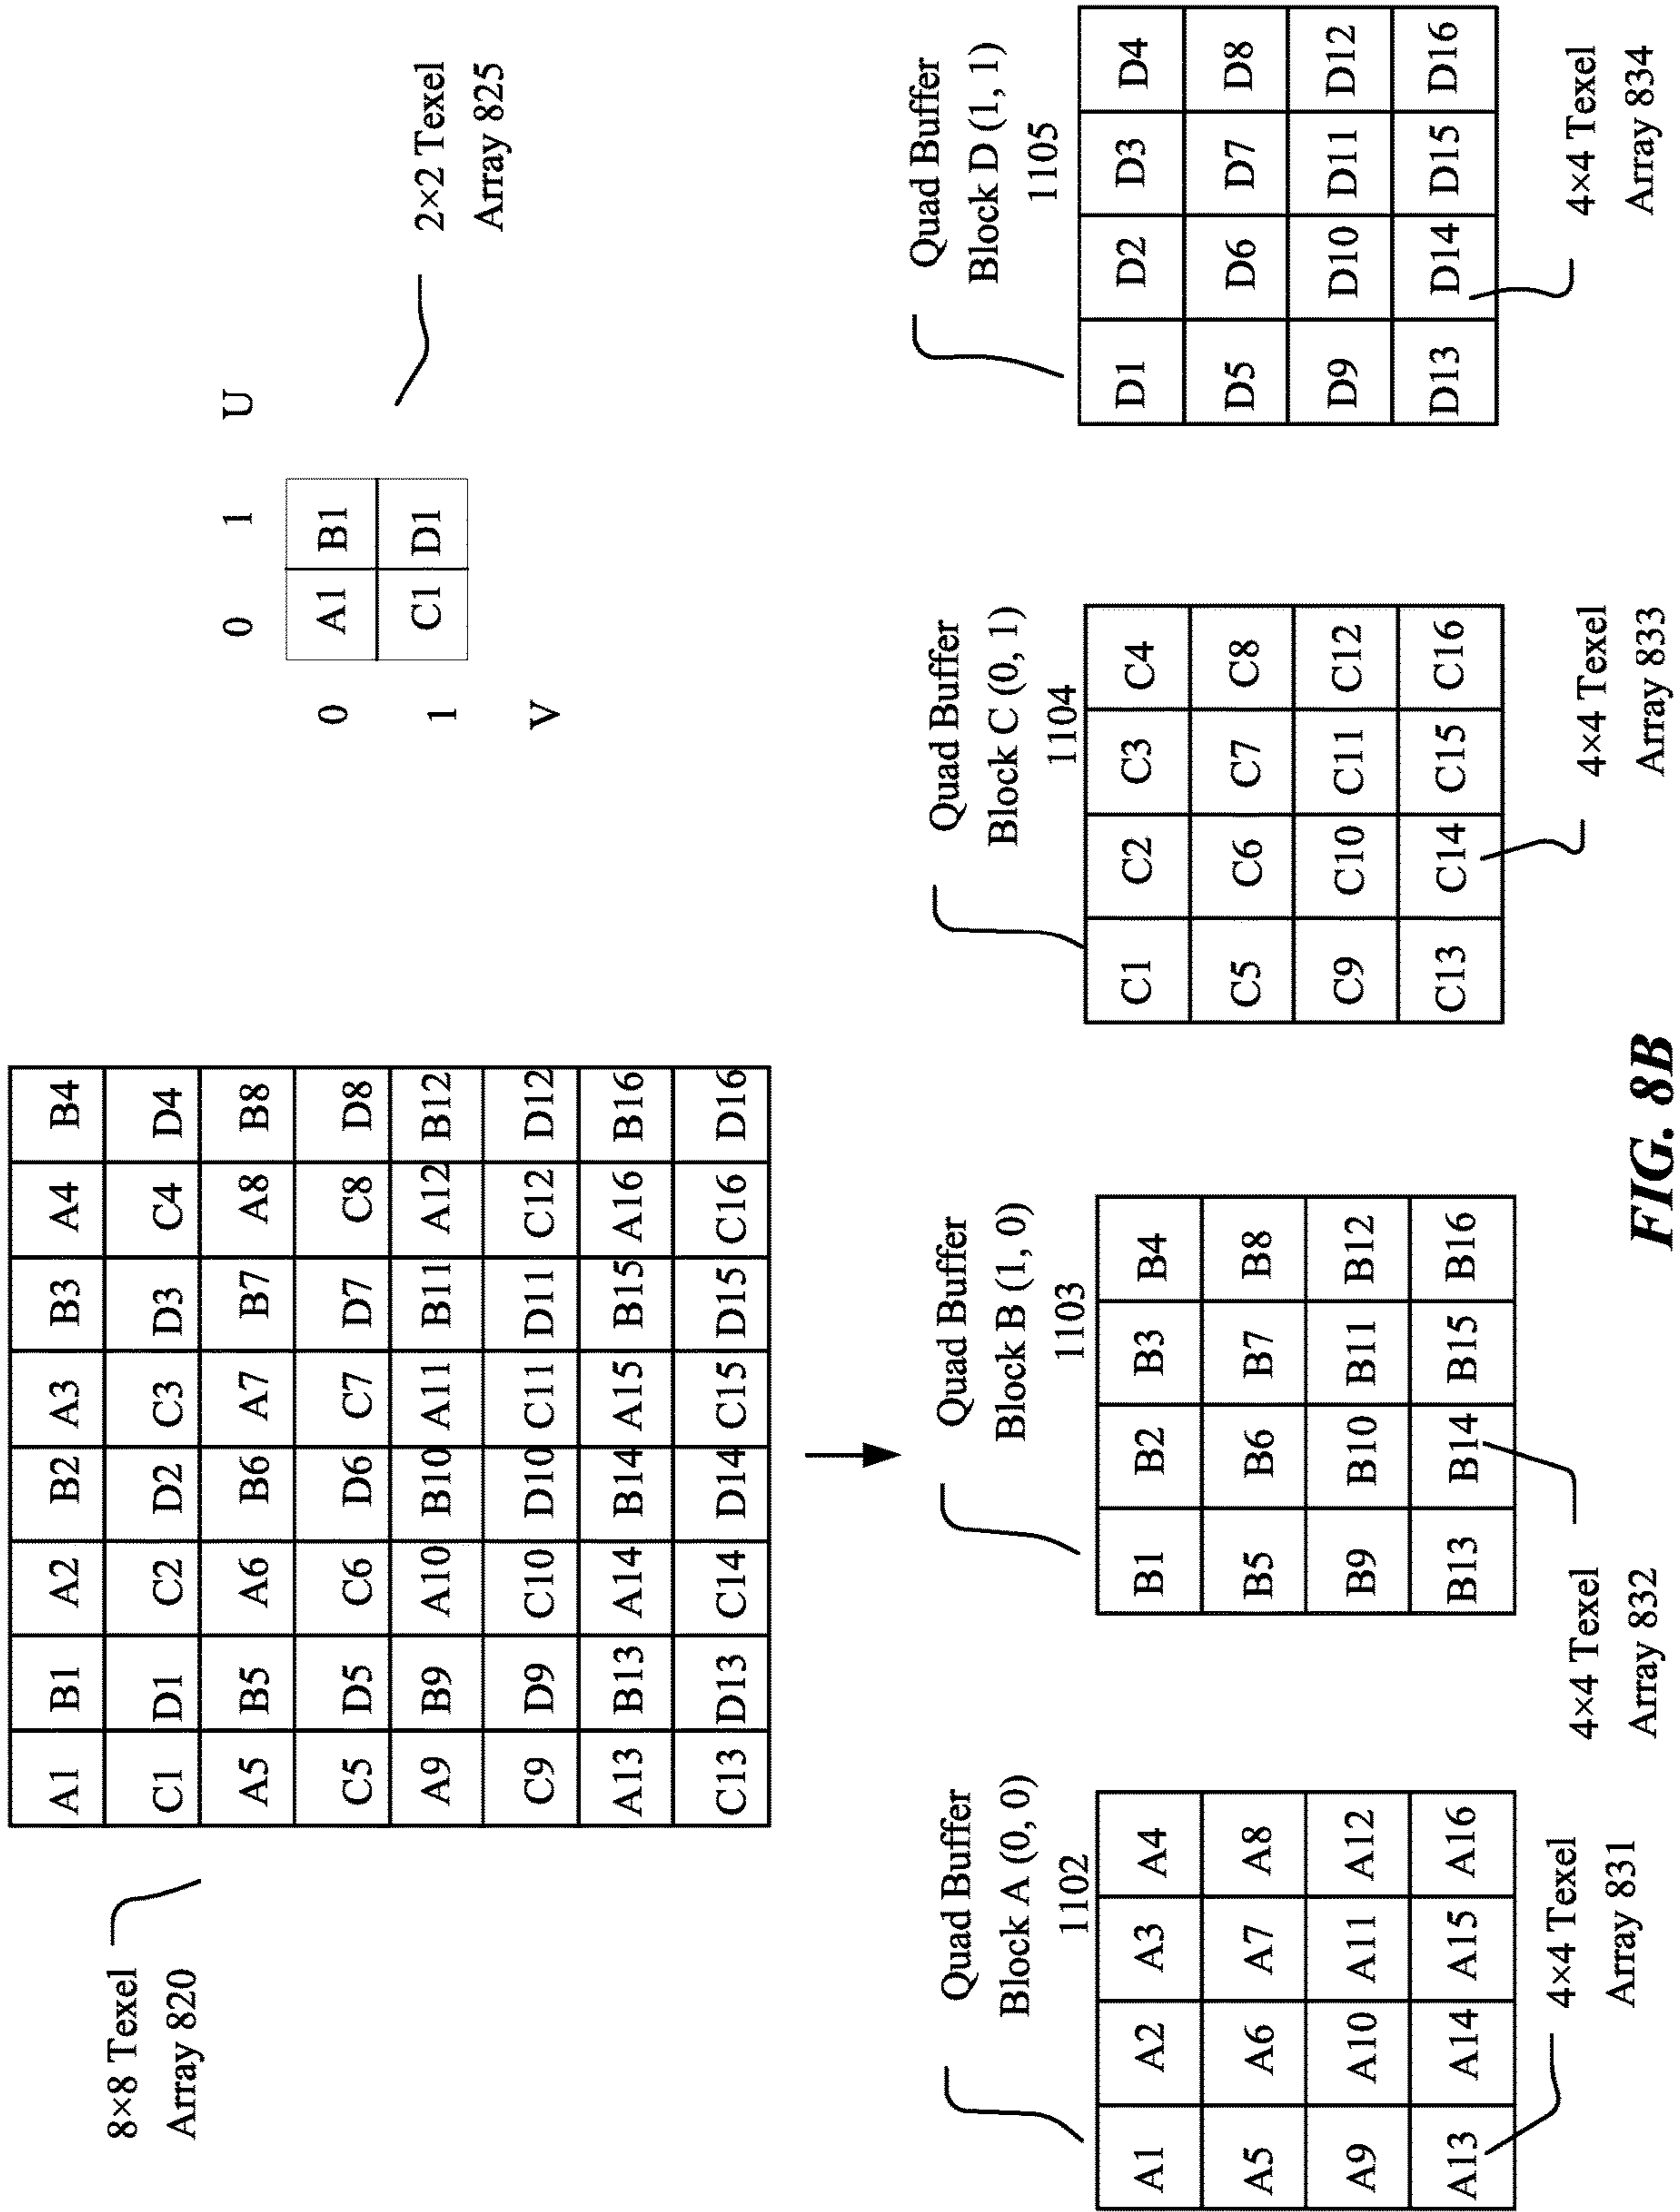 8×8 Texel
Array 820
A1 B1 A2 B2 A3 B3 A4 B4
C1 D1 C2 D2 C3 D3 C4 D4
A5 B5 A6 B6 A7 B7 A8 B8
C5 D5 C6 D6 C7 D7 C8 D8
A9 B9 A10 B10 A11 B11 A12 B12
C9 D9 C10 D10 C11 D11 C12 D12
A13 B13 A14 B14 A15 B15 A16 B16
C13 D13 C14 D14 C15 D15 C16 D16
0 1 U
0 A1 B1
1 C1 D1
V
2×2 Texel
Array 825
Quad Buffer
Block A (0, 0)
1102
A1 A2 A3 A4
A5 A6 A7 A8
A9 A10 A11 A12
A13 A14 A15 A16
4×4 Texel
Array 831
Quad Buffer
Block B (1, 0)
1103
B1 B2 B3 B4
B5 B6 B7 B8
B9 B10 B11 B12
B13 B14 B15 B16
4×4 Texel
Array 832
Quad Buffer
Block C (0, 1)
1104
C1 C2 C3 C4
C5 C6 C7 C8
C9 C10 C11 C12
C13 C14 C15 C16
4×4 Texel
Array 833
Quad Buffer
Block D (1, 1)
1105
D1 D2 D3 D4
D5 D6 D7 D8
D9 D10 D11 D12
D13 D14 D15 D16
4×4 Texel
Array 834
FIG. 8B